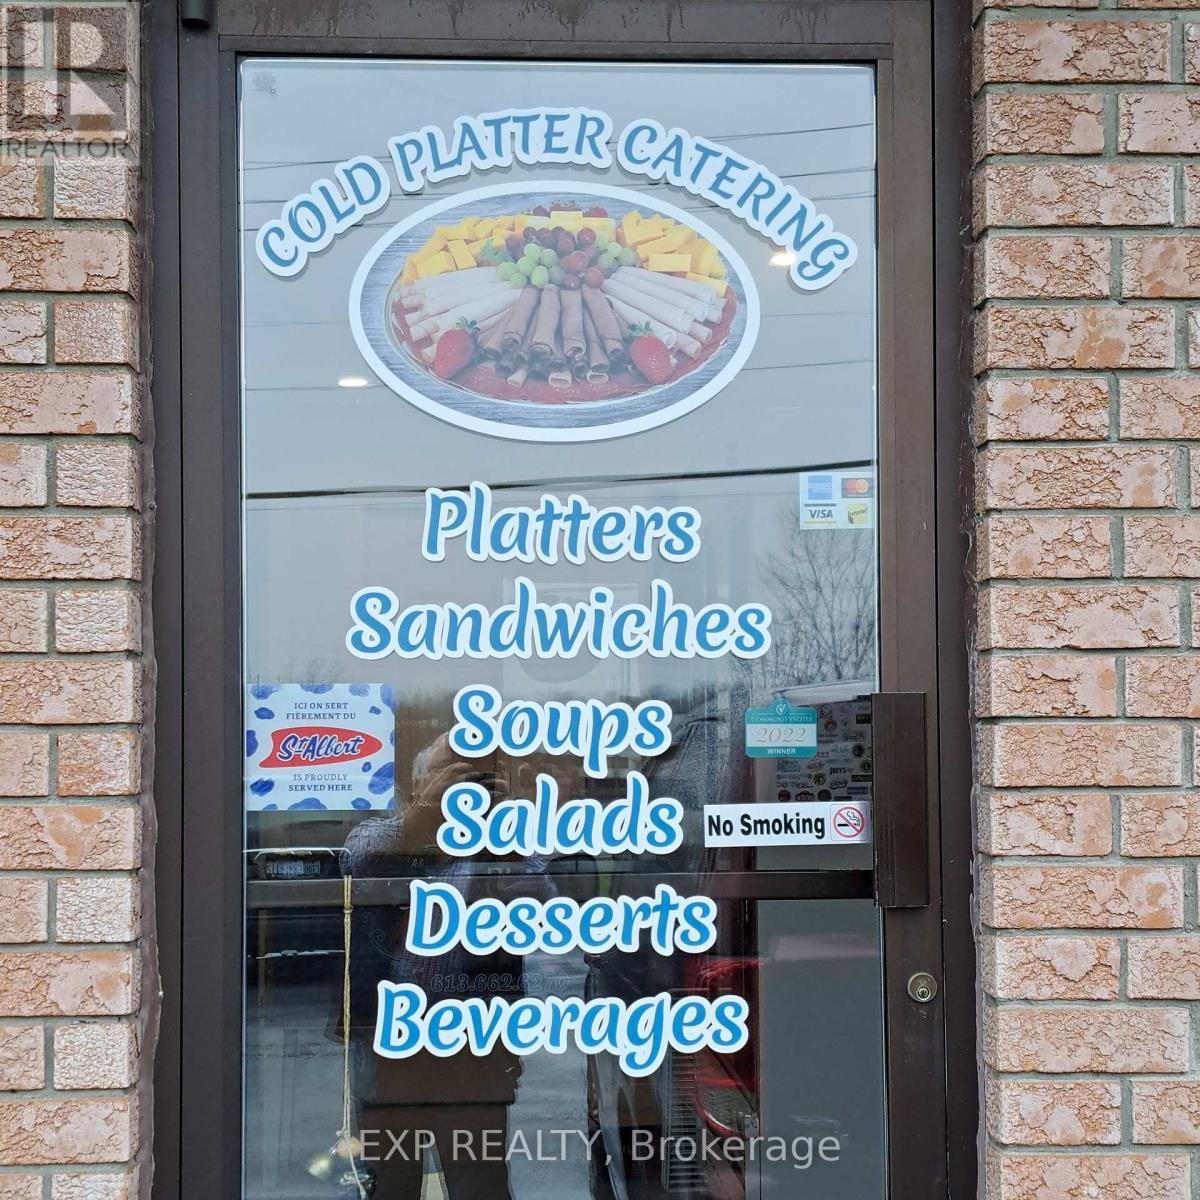 REALTOR
COLD PLATTER CATERING
Platters
VISA
Sandwiches
ICI ON SERT
FIÈREMENT DU
St-Albert
IS PROUDLY
SERVED HERE
Soups
COMMUNITYVOTES
2022
WINNER
Salads
No Smoking
Desserts
613.662.6270
Beverages
EXP REALTY, Brokerage